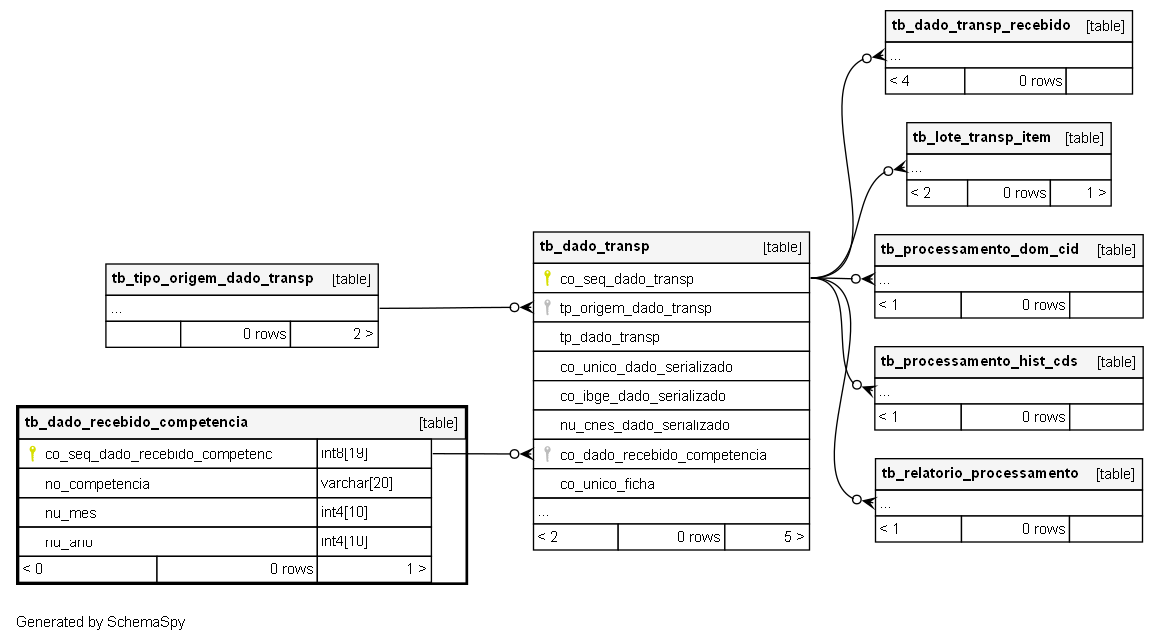 tb_dado_transp_recebido [table]
...
< 4 0 rows
tb_lote_transp_item [table]
...
< 2 0 rows 1 >
tb_processamento_dom_cid [table]
...
< 1 0 rows
tb_processamento_hist_cds [table]
...
< 1 0 rows
tb_relatorio_processamento [table]
...
< 1 0 rows
tb_dado_transp [table]
co_seq_dado_transp
tp_origem_dado_transp
tp_dado_transp
co_unico_dado_serializado
co_ibge_dado_serializado
nu_cnes_dado_serializado
co_dado_recebido_competencia
co_unico_ficha
...
< 2 0 rows 5 >
tb_tipo_origem_dado_transp [table]
...
0 rows 2 >
tb_dado_recebido_competencia [table]
co_seq_dado_recebido_competenc int8[19]
no_competencia varchar[20]
nu_mes int4[10]
nu_ano int4[10]
< 0 0 rows 1 >
Generated by SchemaSpy